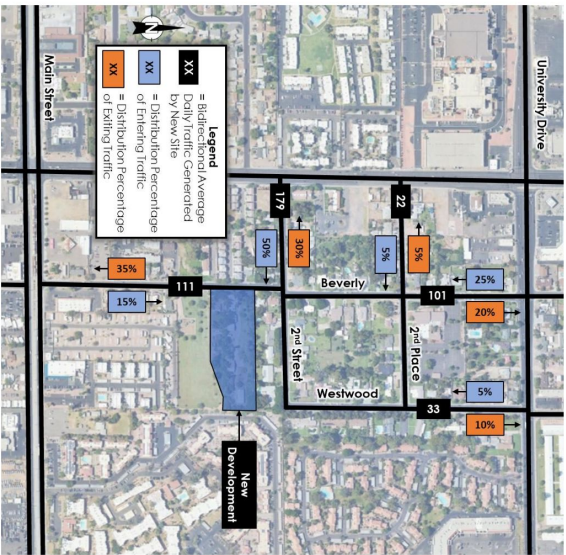 Main Street
University Drive
N
Legend
XX = Bidirectional Average
Daily Traffic Generated
by New Site
XX = Distribution Percentage
of Entering Traffic
XX = Distribution Percentage
of Exiting Traffic
179
22
30%
5%
50%
5%
25%
35%
111
Beverly
101
15%
20%
2nd Street
2nd Place
Westwood
5%
33
10%
New
Development